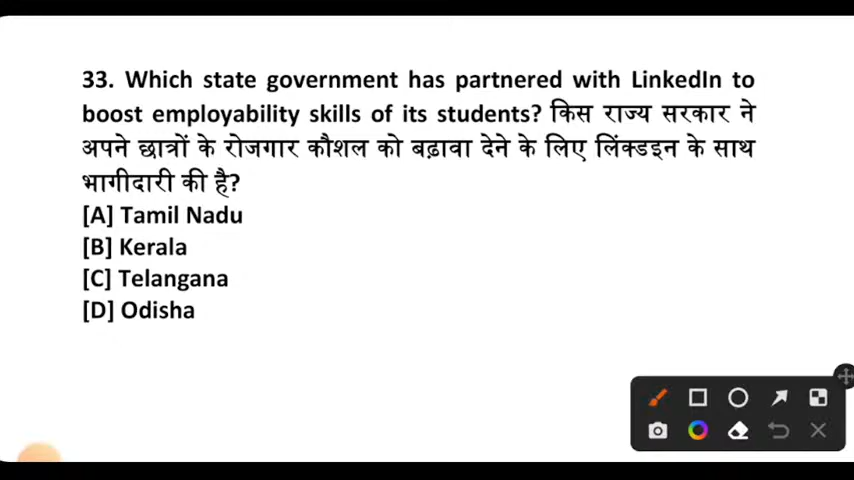 33. Which state government has partnered with LinkedIn to
boost employability skills of its students? किस राज्य सरकार ने
अपने छात्रों के रोजगार कौशल को बढ़ावा देने के लिए लिंक्डइन के साथ
भागीदारी की है?
[A] Tamil Nadu
[B] Kerala
[C] Telangana
[D] Odisha